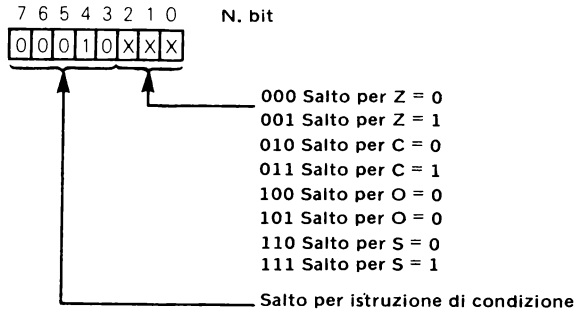 7 6 5 4 3 2 1 0 N. bit
0 0 0 1 0 X X X
000 Salto per Z = 0
001 Salto per Z = 1
010 Salto per C = 0
011 Salto per C = 1
100 Salto per O = 0
101 Salto per O = 0
110 Salto per S = 0
111 Salto per S = 1
Salto per istruzione di condizione